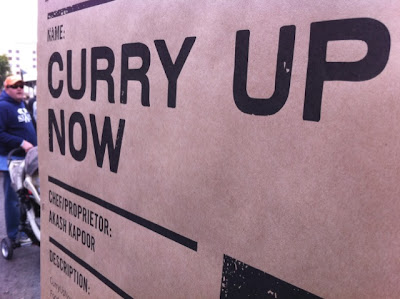 NAME:
CURRY UP
NOW
CHEF/PROPRIETOR:
AKASH KAPOOR
DESCRIPTION: